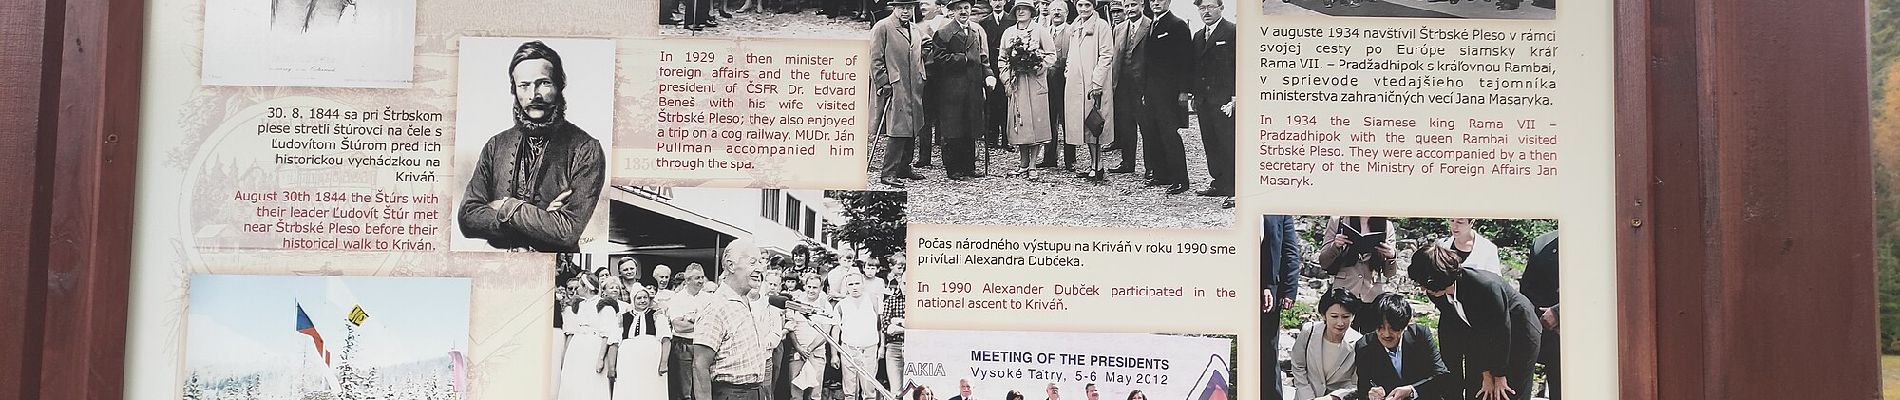 30. 8. 1844 sa pri Štrbskom
plese stretli štúrovci na čele s
Ľudovítom Štúrom pred ich
historickou vychádzkou na
Kriváň.
August 30th 1844 the Štúrs with
their leader Ľudovít Štúr met
near Štrbské Pleso before their
historical walk to Kriváň.
In 1929 a then minister of
foreign affairs and the future
president of ČSFR Dr. Edvard
Beneš with his wife visited
Štrbské Pleso; they also enjoyed
a trip on a cog railway. MUDr. Ján
Pullman accompanied him
through the spa.
Počas národného výstupu na Kriváň v roku 1990 sme
privítali Alexandra Dubčeka.
In 1990 Alexander Dubček participated in the
national ascent to Kriváň.
AKIA
MEETING OF THE PRESIDENTS
Vysoké Tatry, 5-6 May 2012
V auguste 1934 navštívil Štrbské Pleso v rámci
svojej cesty po Európe siamsky kráľ
Rama VII. – Pradžadhipok s kráľovnou Rambai,
v sprievode vtedajšieho tajomníka
ministerstva zahraničných vecí Jana Masaryka.
In 1934 the Siamese king Rama VII –
Pradzadhipok with the queen Rambai visited
Štrbské Pleso. They were accompanied by a then
secretary of the Ministry of Foreign Affairs Jan
Masaryk.